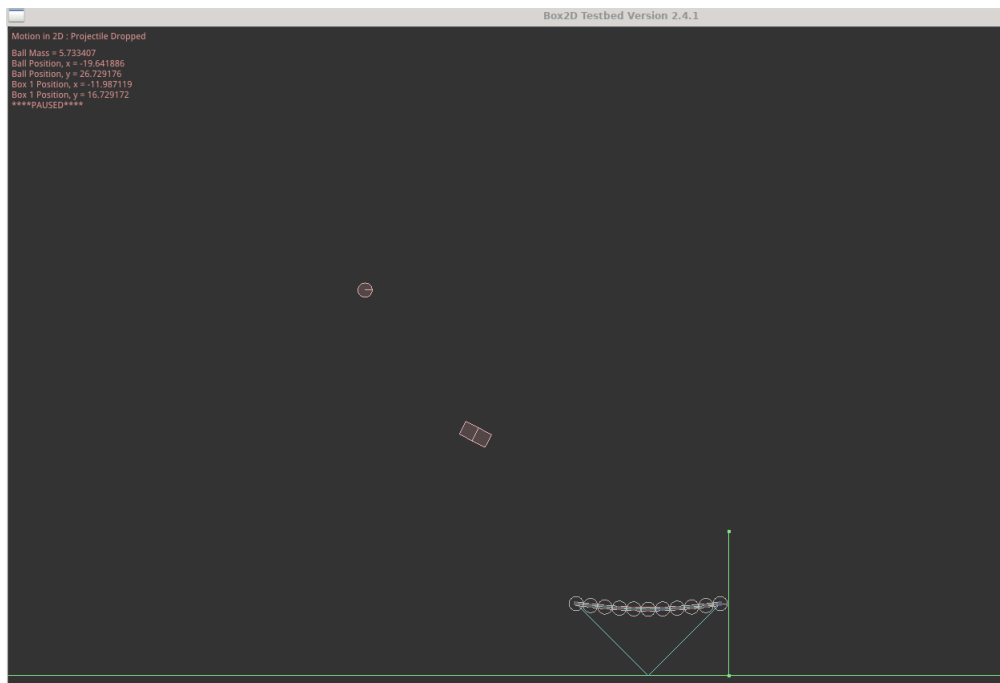 Box2D Testbed Version 2.4.1
Motion in 2D : Projectile Dropped
Ball Mass = 5.733407
Ball Position, x = -19.641886
Ball Position, y = 26.729176
Box 1 Position, x = -11.987119
Box 1 Position, y = 16.729172
****PAUSED****